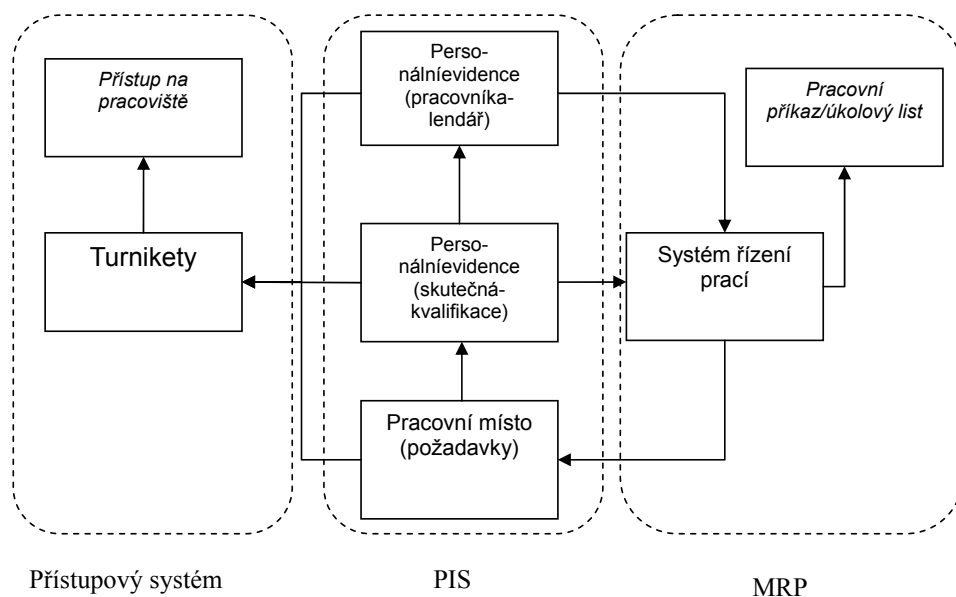 Přístup na
pracoviště
Turnikety
Perso-
nálníevidence
(pracovníka-
lendář)
Perso-
nálníevidence
(skutečná-
kvalifikace)
Pracovní místo
(požadavky)
Pracovní
příkaz/úkolový list
Systém řízení
prací
Přístupový systém
PIS
MRP